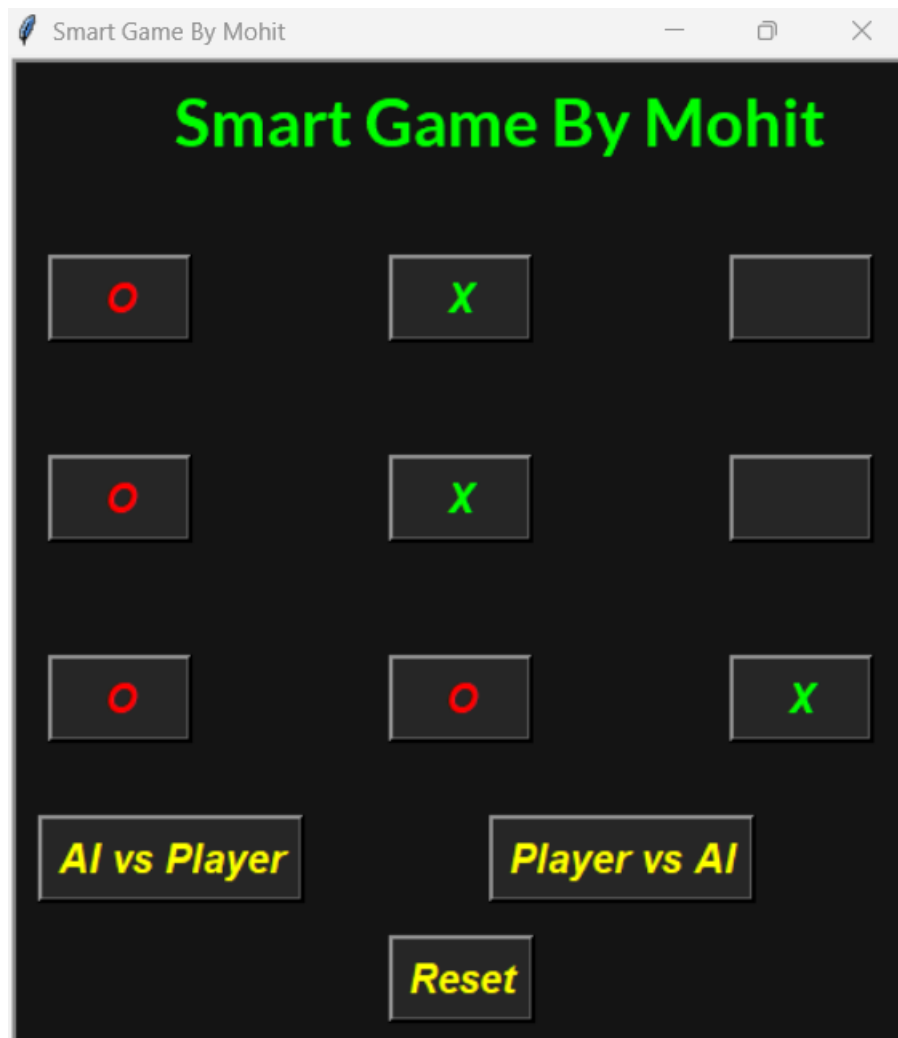 Smart Game By Mohit
Smart Game By Mohit
O X
O X
O O X
AI vs Player Player vs AI
Reset